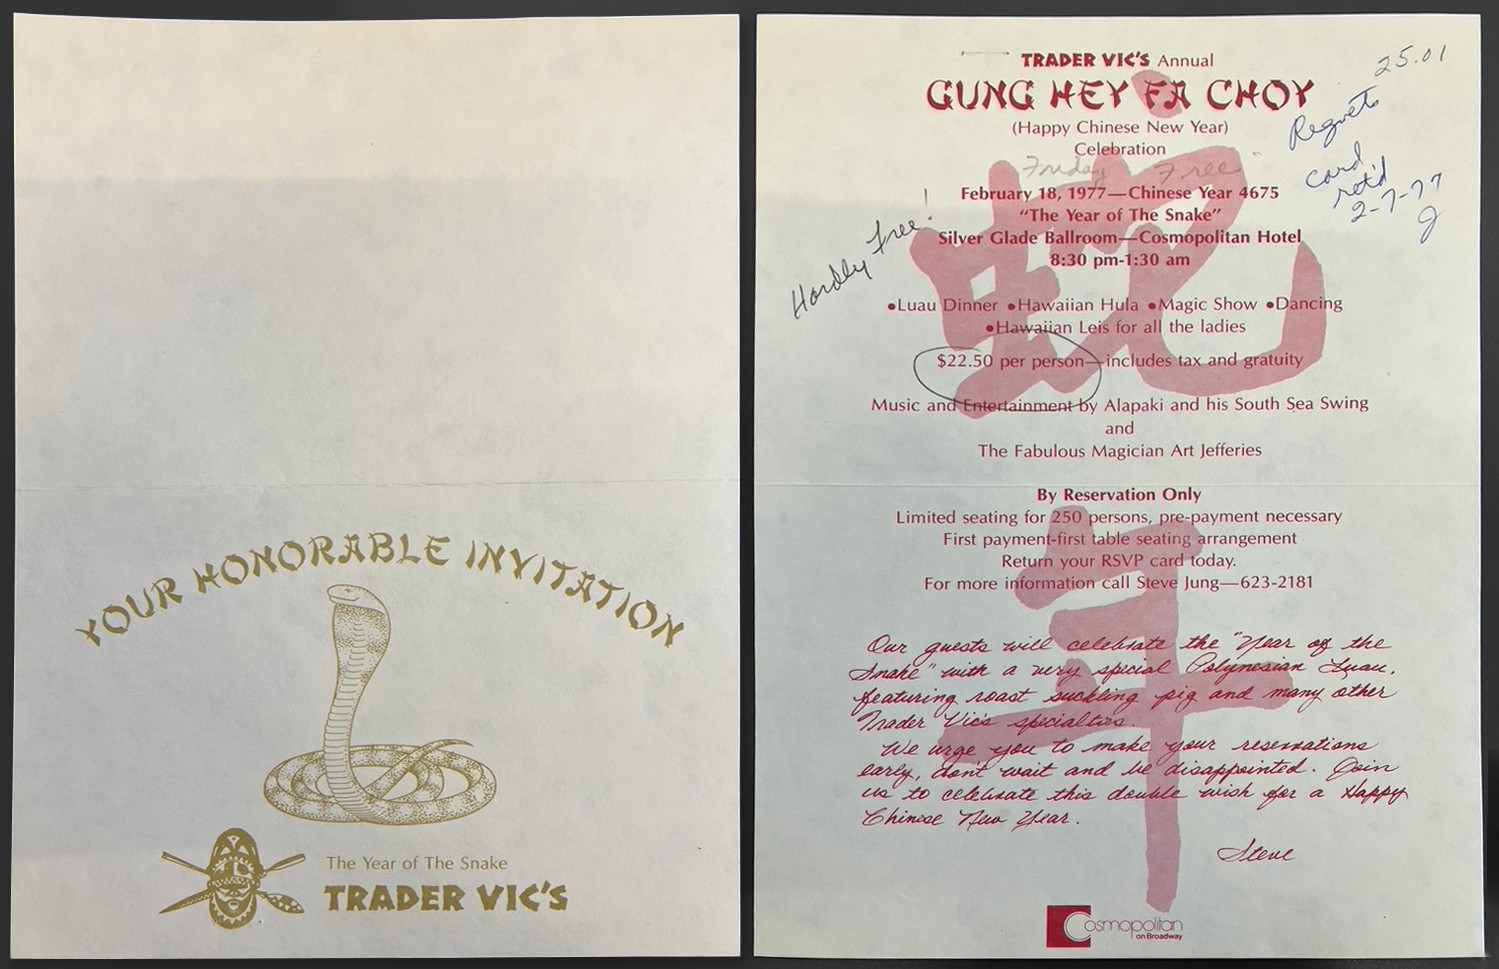 YOUR HONORABLE INVITATION
The Year of The Snake
TRADER VIC'S
25.01
TRADER VIC'S Annual
GUNG HEY FA CHOY
(Happy Chinese New Year)
Celebration
Regrets
card
ret'd
2-7-77
J
Friday Free
Hardly Free!
蛇
年
February 18, 1977—Chinese Year 4675
"The Year of The Snake"
Silver Glade Ballroom—Cosmopolitan Hotel
8:30 pm-1:30 am
•Luau Dinner •Hawaiian Hula •Magic Show •Dancing
•Hawaiian Leis for all the ladies
$22.50 per person—includes tax and gratuity
Music and Entertainment by Alapaki and his South Sea Swing
and
The Fabulous Magician Art Jefferies
By Reservation Only
Limited seating for 250 persons, pre-payment necessary
First payment-first table seating arrangement
Return your RSVP card today.
For more information call Steve Jung—623-2181
Our guests will celebrate the "Year of the
Snake" with a very special Polynesian Luau,
featuring roast suckling pig and many other
Trader Vic's specialties.
We urge you to make your reservations
early, don't wait and be disappointed. Join
us to celebrate this double wish for a Happy
Chinese New Year.
Steve
Cosmopolitan
on Broadway